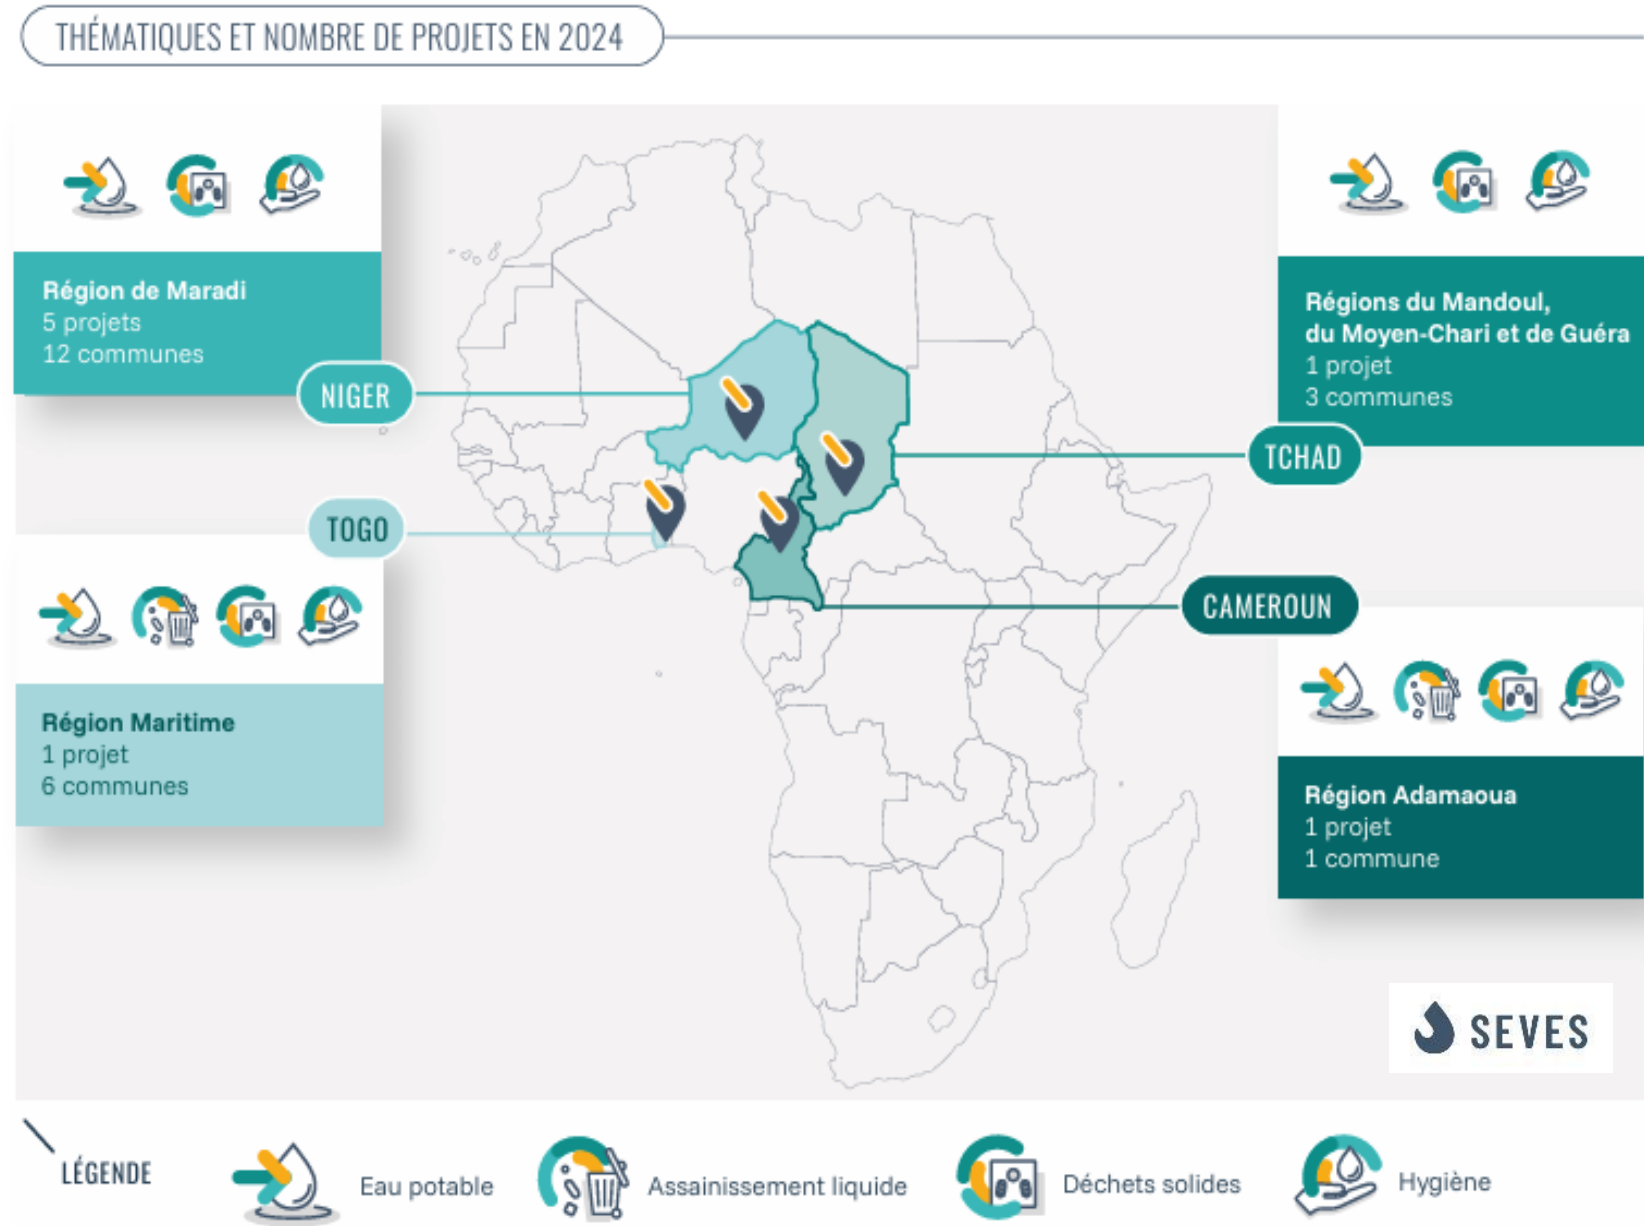 THÉMATIQUES ET NOMBRE DE PROJETS EN 2024
Région de Maradi
5 projets
12 communes
NIGER
Régions du Mandoul,
du Moyen-Chari et de Guéra
1 projet
3 communes
TCHAD
TOGO
Région Maritime
1 projet
6 communes
CAMEROUN
Région Adamaoua
1 projet
1 commune
SEVES
LÉGENDE
Eau potable
Assainissement liquide
Déchets solides
Hygiène